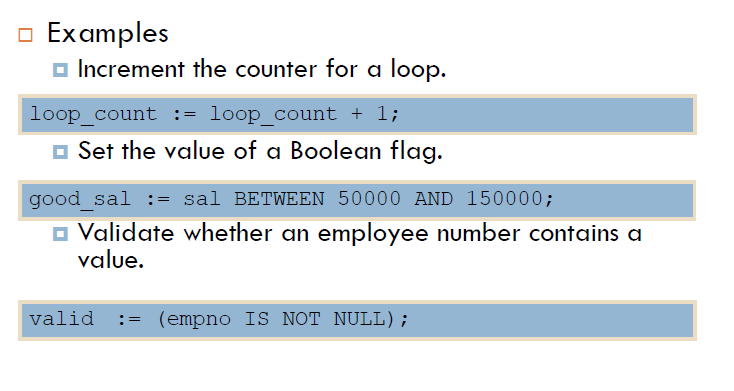 Examples
Increment the counter for a loop.
loop_count := loop_count + 1;
Set the value of a Boolean flag.
good_sal := sal BETWEEN 50000 AND 150000;
Validate whether an employee number contains a
value.
valid := (empno IS NOT NULL);